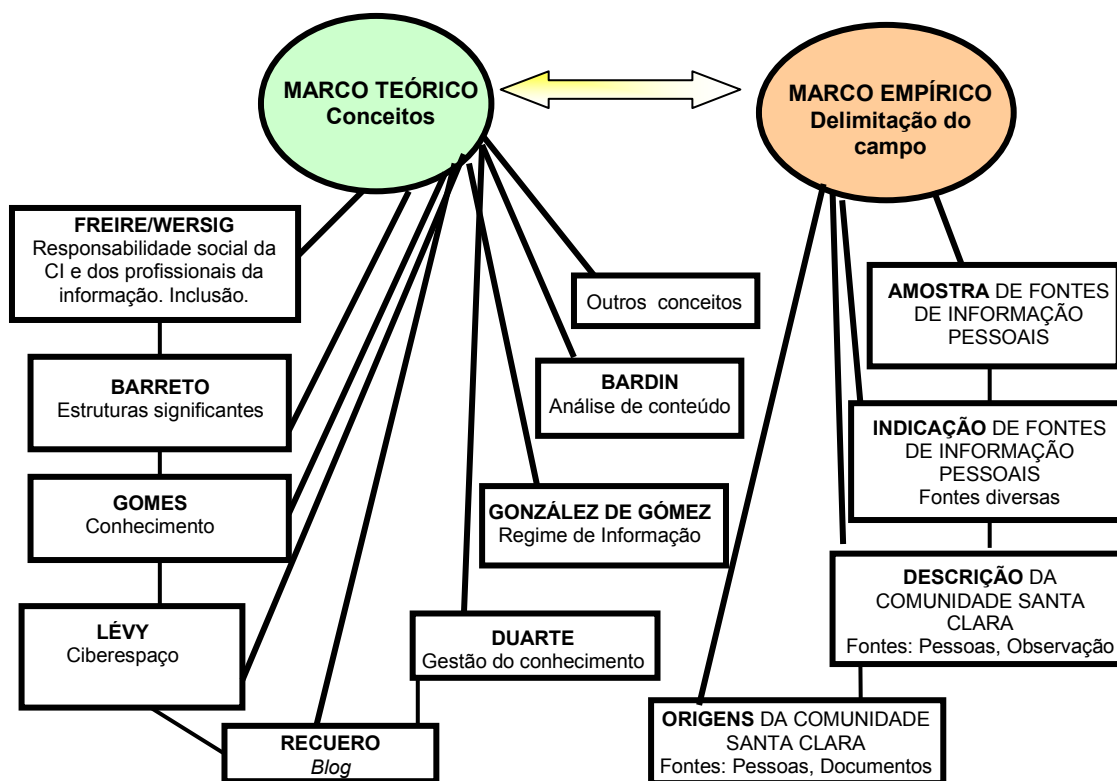 MARCO TEÓRICO
Conceitos
MARCO EMPÍRICO
Delimitação do
campo
FREIRE/WERSIG
Responsabilidade social da
CI e dos profissionais da
informação. Inclusão.
BARRETO
Estruturas significantes
GOMES
Conhecimento
LÉVY
Ciberespaço
RECUERO
Blog
DUARTE
Gestão do conhecimento
GONZÁLEZ DE GÓMEZ
Regime de Informação
BARDIN
Análise de conteúdo
Outros conceitos
AMOSTRA DE FONTES
DE INFORMAÇÃO
PESSOAIS
INDICAÇÃO DE FONTES
DE INFORMAÇÃO
PESSOAIS
Fontes diversas
DESCRIÇÃO DA
COMUNIDADE SANTA
CLARA
Fontes: Pessoas, Observação
ORIGENS DA COMUNIDADE
SANTA CLARA
Fontes: Pessoas, Documentos